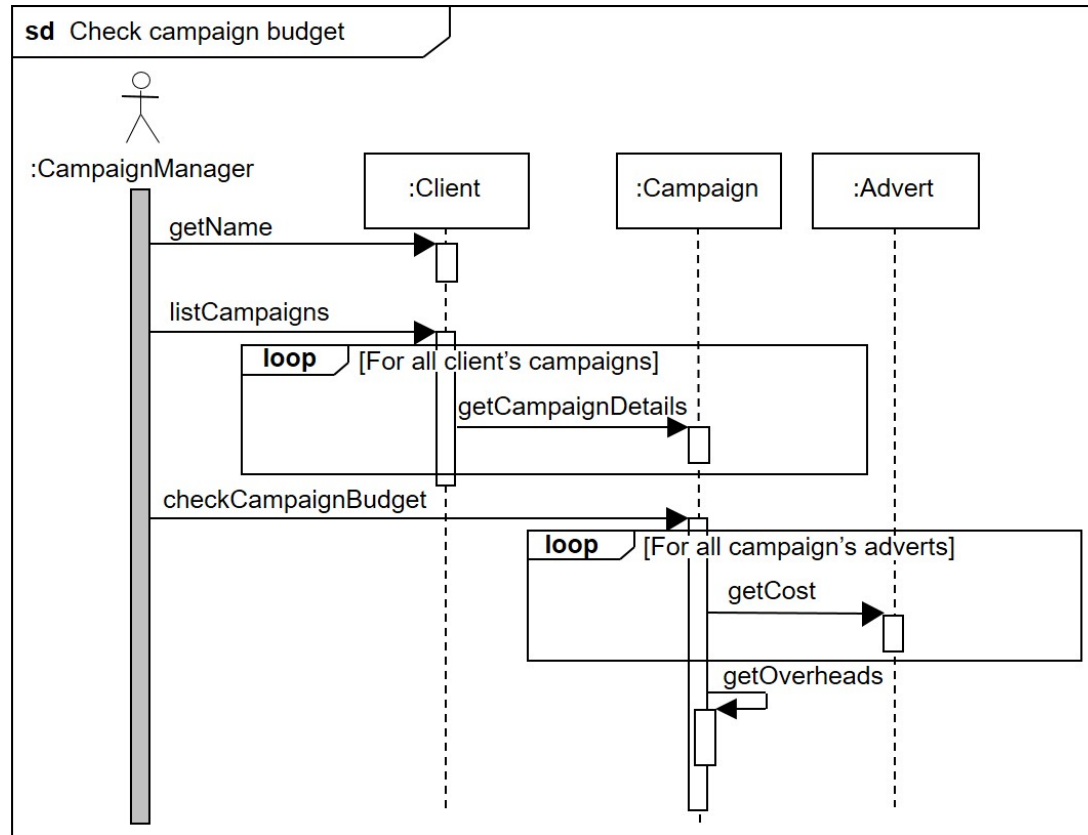 sd Check campaign budget
:CampaignManager
:Client
:Campaign
:Advert
getName
listCampaigns
loop [For all client’s campaigns]
getCampaignDetails
checkCampaignBudget
loop [For all campaign’s adverts]
getCost
getOverheads